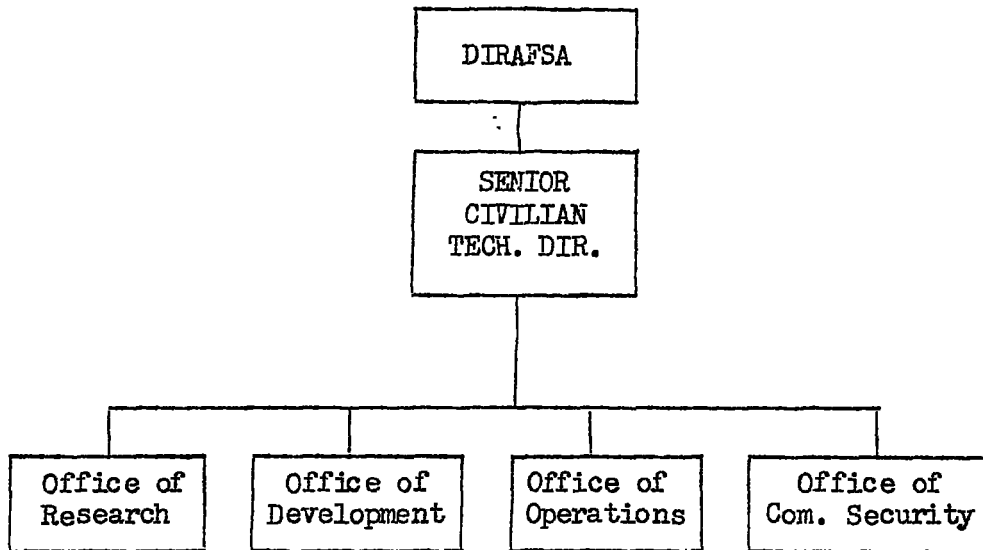 DIRAFSA
SENIOR
CIVILIAN
TECH. DIR.
Office of
Research
Office of
Development
Office of
Operations
Office of
Com. Security